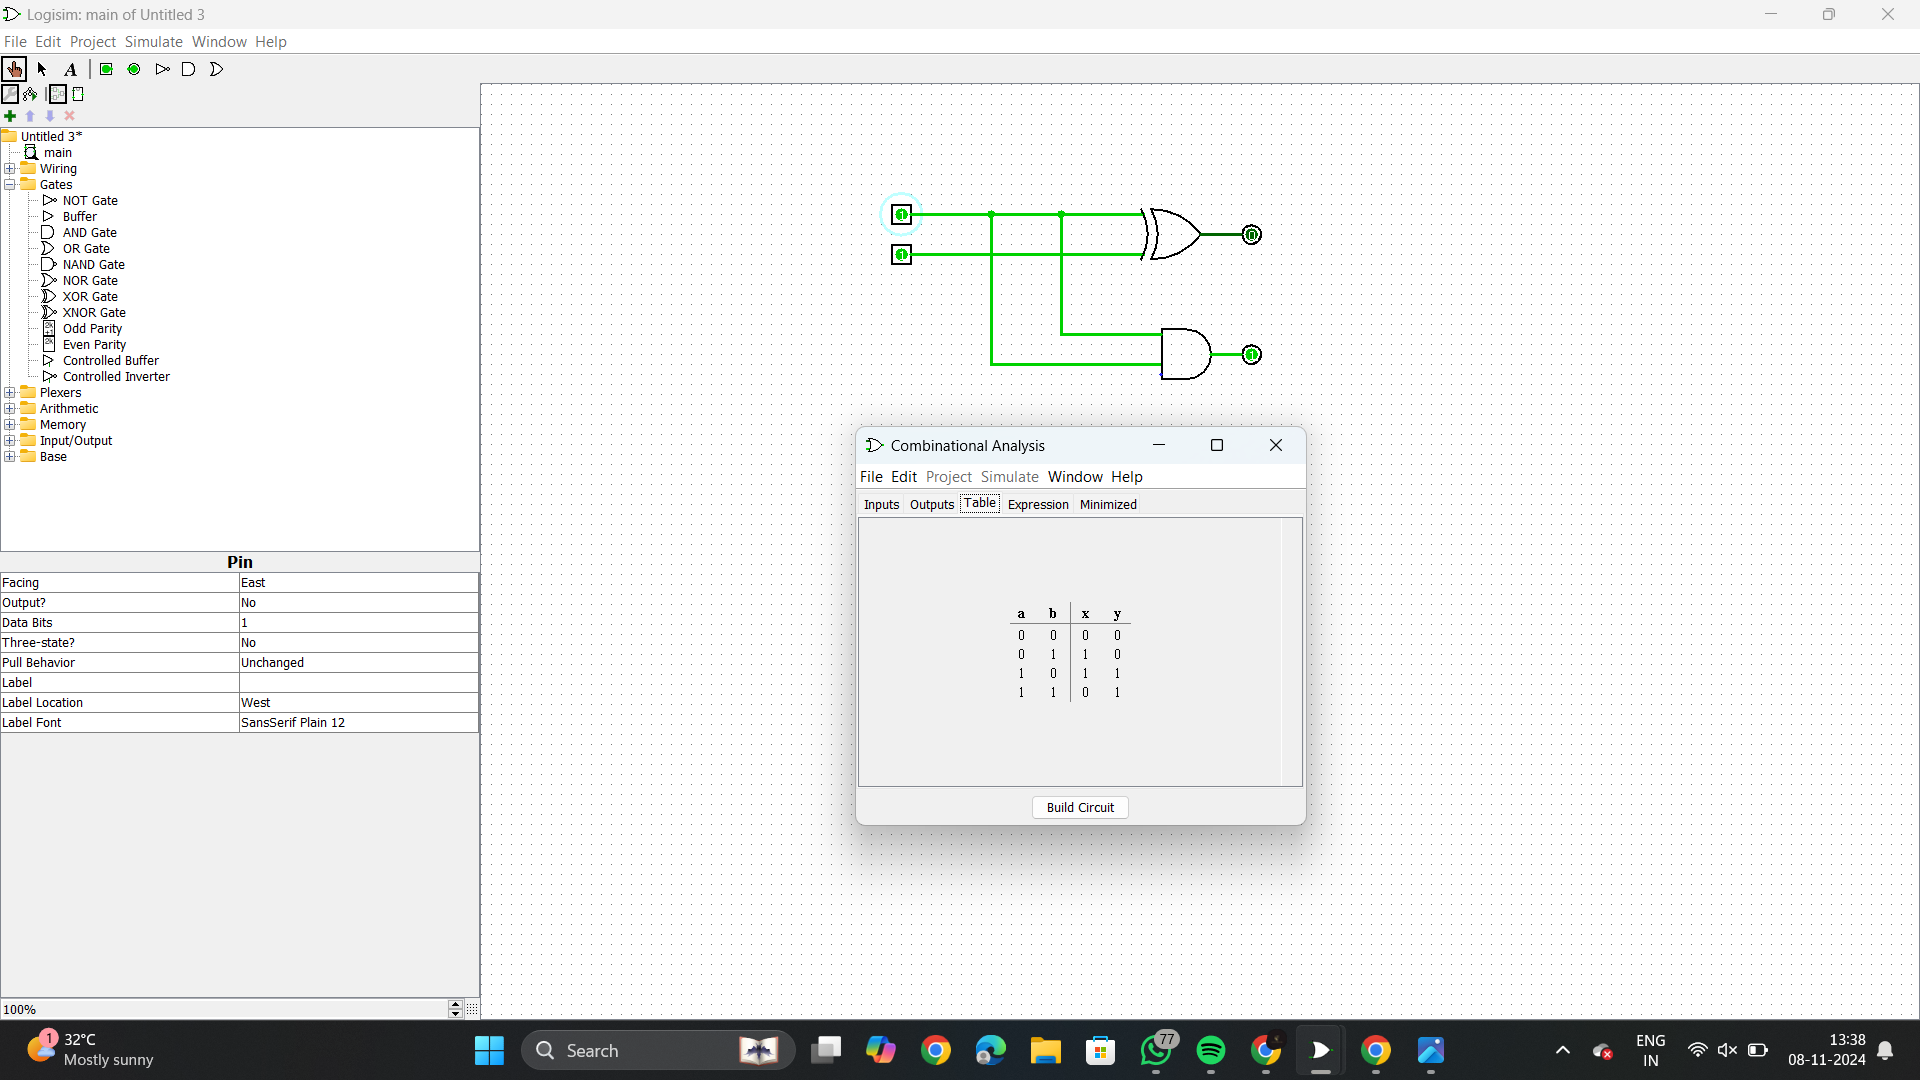 Logisim: main of Untitled 3
File Edit Project Simulate Window Help
A
Untitled 3*
main
Wiring
Gates
NOT Gate
Buffer
AND Gate
OR Gate
NAND Gate
NOR Gate
XOR Gate
XNOR Gate
Odd Parity
Even Parity
Controlled Buffer
Controlled Inverter
Plexers
Arithmetic
Memory
Input/Output
Base
Pin
Facing East
Output? No
Data Bits 1
Three-state? No
Pull Behavior Unchanged
Label
Label Location West
Label Font SansSerif Plain 12
100%
1
1
0
1
Combinational Analysis
File Edit Project Simulate Window Help
Inputs Outputs Table Expression Minimized
a b x y
0 0 0 0
0 1 1 0
1 0 1 1
1 1 0 1
Build Circuit
1
32°C
Mostly sunny
Search
77
ENG
IN
13:38
08-11-2024